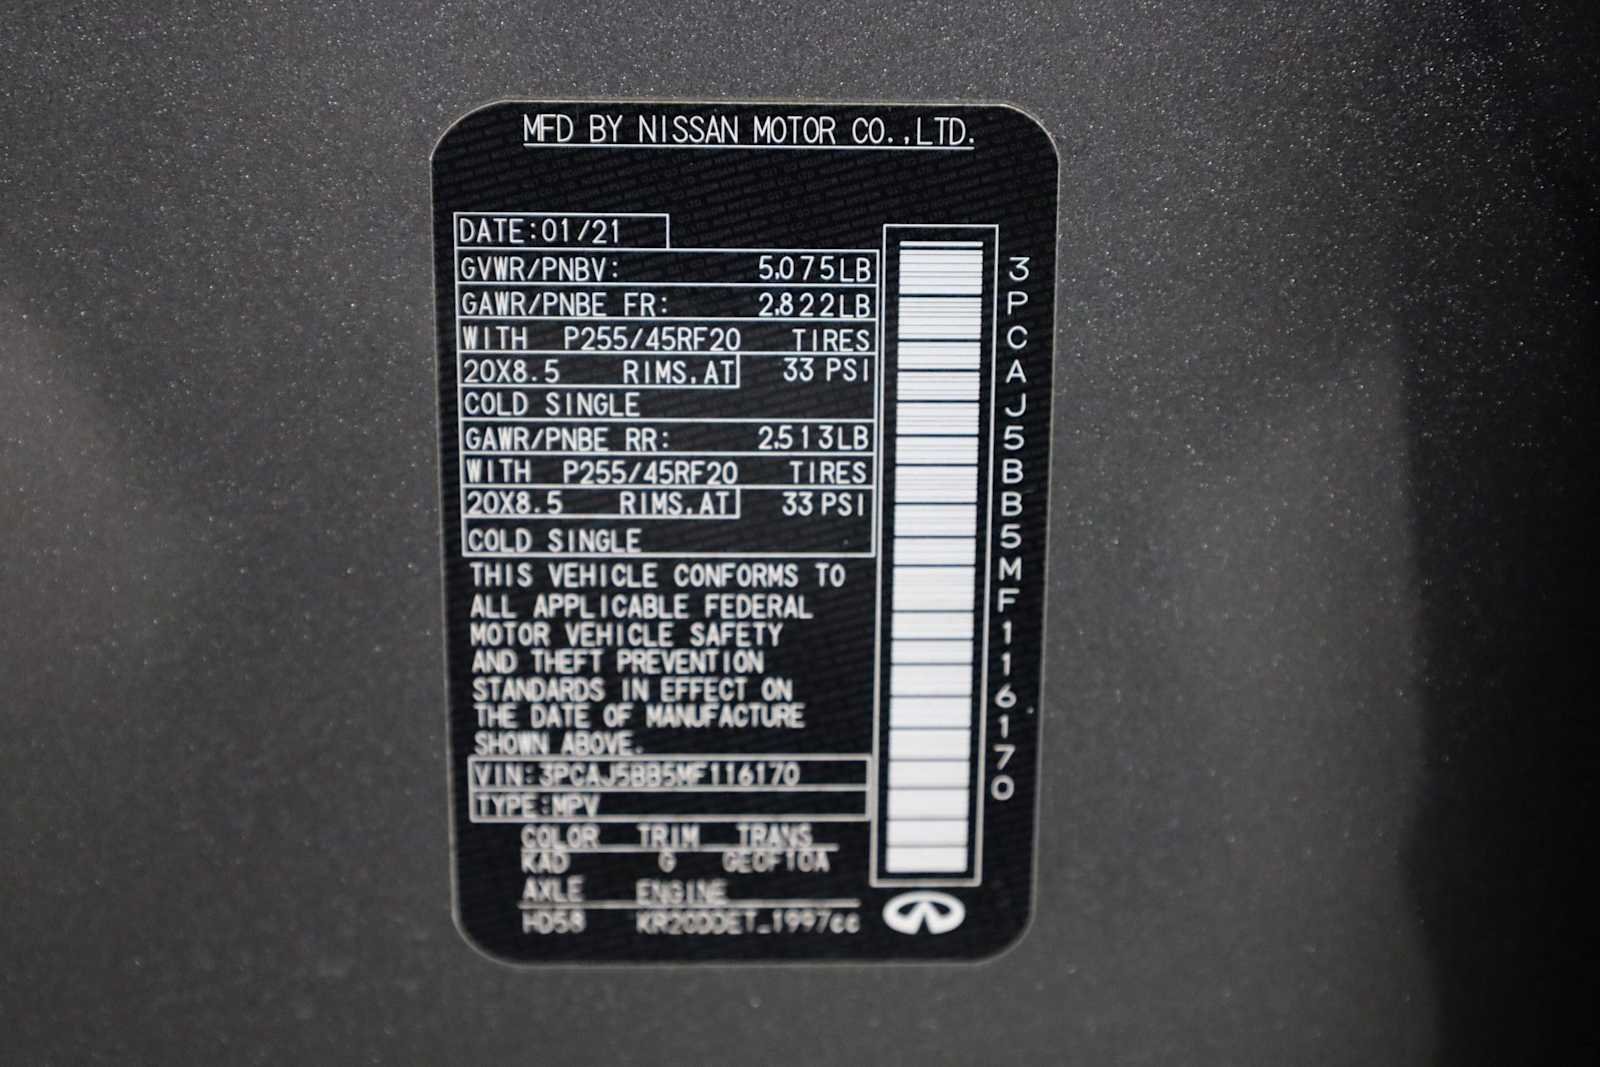 MFD BY NISSAN MOTOR CO.,LTD.
DATE:01/21
GVWR/PNBV: 5,075LB
GAWR/PNBE FR: 2,822LB
WITH P255/45RF20 TIRES
20X8.5 RIMS,AT 33 PSI
COLD SINGLE
GAWR/PNBE RR: 2,513LB
WITH P255/45RF20 TIRES
20X8.5 RIMS,AT 33 PSI
COLD SINGLE
THIS VEHICLE CONFORMS TO
ALL APPLICABLE FEDERAL
MOTOR VEHICLE SAFETY
AND THEFT PREVENTION
STANDARDS IN EFFECT ON
THE DATE OF MANUFACTURE
SHOWN ABOVE.
VIN:3PCAJ5BB5MF116170
TYPE:MPV
COLOR TRIM TRANS
KAD G GE0F10A
AXLE ENGINE
HD58 KR20DDET-1997cc
3PCAJ5BB5MF116170